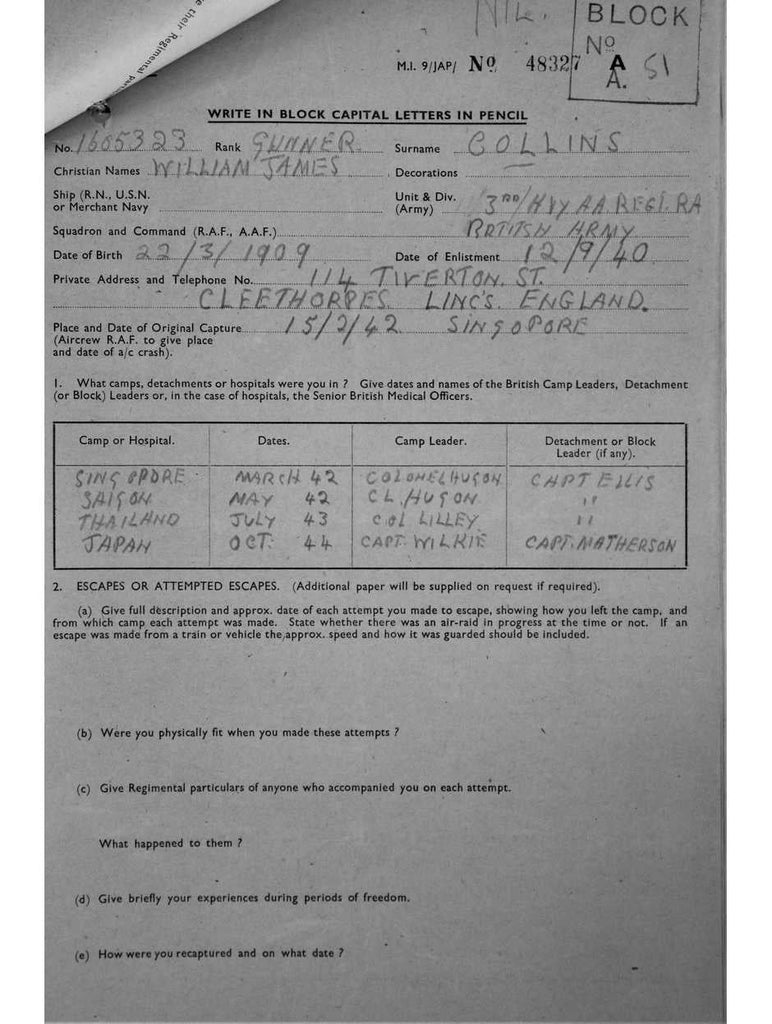 e their Regimental par
Nil.
BLOCK
No
A
A. 51
M.I. 9/JAP/ No 48327
WRITE IN BLOCK CAPITAL LETTERS IN PENCIL
No. 1605323 Rank GUNNER Surname COLLINS
Christian Names WILLIAM JAMES Decorations —
Ship (R.N., U.S.N.
or Merchant Navy
Unit & Div.
(Army) 3RD/HVY AA.REGT.RA
Squadron and Command (R.A.F., A.A.F.) BRITISH ARMY
Date of Birth 22/3/1909 Date of Enlistment 12/9/40
Private Address and Telephone No. 114 TIVERTON. ST.
CLEETHORPES LINC'S. ENGLAND.
Place and Date of Original Capture 15/2/42 SINGOPORE
(Aircrew R.A.F. to give place
and date of a/c crash).
1. What camps, detachments or hospitals were you in ? Give dates and names of the British Camp Leaders, Detachment
(or Block) Leaders or, in the case of hospitals, the Senior British Medical Officers.
Camp or Hospital. Dates. Camp Leader. Detachment or Block
Leader (if any).
SINGOPORE MARCH 42 COLONEL HUGON CAPT ELLIS
SAIGON MAY 42 CL. HUGON "
THAILAND JULY 43 COL LILLEY "
JAPAN OCT. 44 CAPT. WILKIE CAPT. MATHERSON
2. ESCAPES OR ATTEMPTED ESCAPES. (Additional paper will be supplied on request if required).
(a) Give full description and approx. date of each attempt you made to escape, showing how you left the camp, and
from which camp each attempt was made. State whether there was an air-raid in progress at the time or not. If an
escape was made from a train or vehicle the approx. speed and how it was guarded should be included.
(b) Were you physically fit when you made these attempts ?
(c) Give Regimental particulars of anyone who accompanied you on each attempt.
What happened to them ?
(d) Give briefly your experiences during periods of freedom.
(e) How were you recaptured and on what date ?